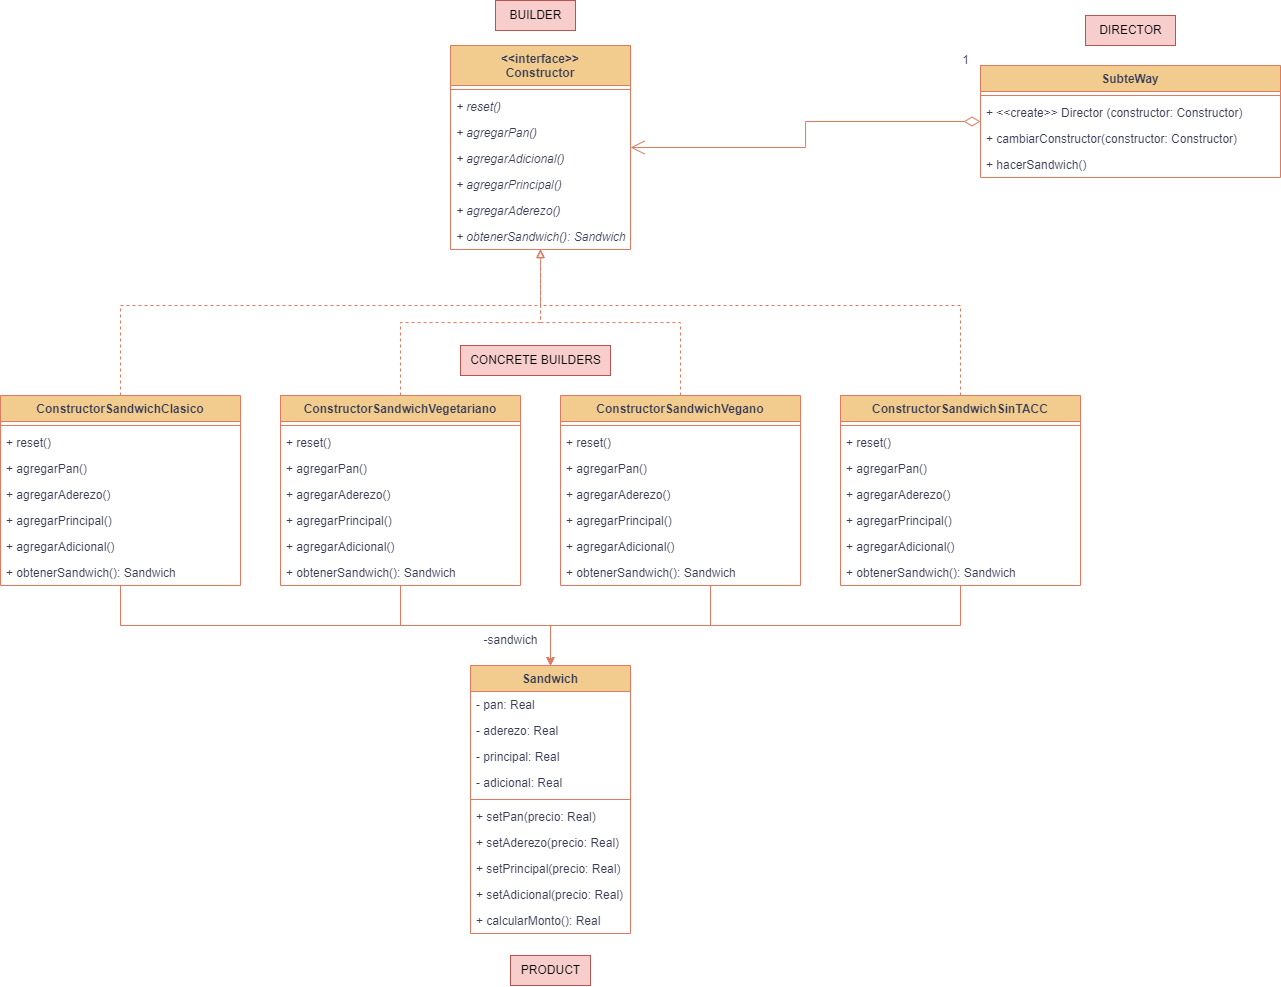 BUILDER
<<interface>>
Constructor
+ reset()
+ agregarPan()
+ agregarAdicional()
+ agregarPrincipal()
+ agregarAderezo()
+ obtenerSandwich(): Sandwich
DIRECTOR
1
SubteWay
+ <<create>> Director (constructor: Constructor)
+ cambiarConstructor(constructor: Constructor)
+ hacerSandwich()
CONCRETE BUILDERS
ConstructorSandwichClasico
+ reset()
+ agregarPan()
+ agregarAderezo()
+ agregarPrincipal()
+ agregarAdicional()
+ obtenerSandwich(): Sandwich
ConstructorSandwichVegetariano
+ reset()
+ agregarPan()
+ agregarAderezo()
+ agregarPrincipal()
+ agregarAdicional()
+ obtenerSandwich(): Sandwich
ConstructorSandwichVegano
+ reset()
+ agregarPan()
+ agregarAderezo()
+ agregarPrincipal()
+ agregarAdicional()
+ obtenerSandwich(): Sandwich
ConstructorSandwichSinTACC
+ reset()
+ agregarPan()
+ agregarAderezo()
+ agregarPrincipal()
+ agregarAdicional()
+ obtenerSandwich(): Sandwich
-sandwich
Sandwich
- pan: Real
- aderezo: Real
- principal: Real
- adicional: Real
+ setPan(precio: Real)
+ setAderezo(precio: Real)
+ setPrincipal(precio: Real)
+ setAdicional(precio: Real)
+ calcularMonto(): Real
PRODUCT